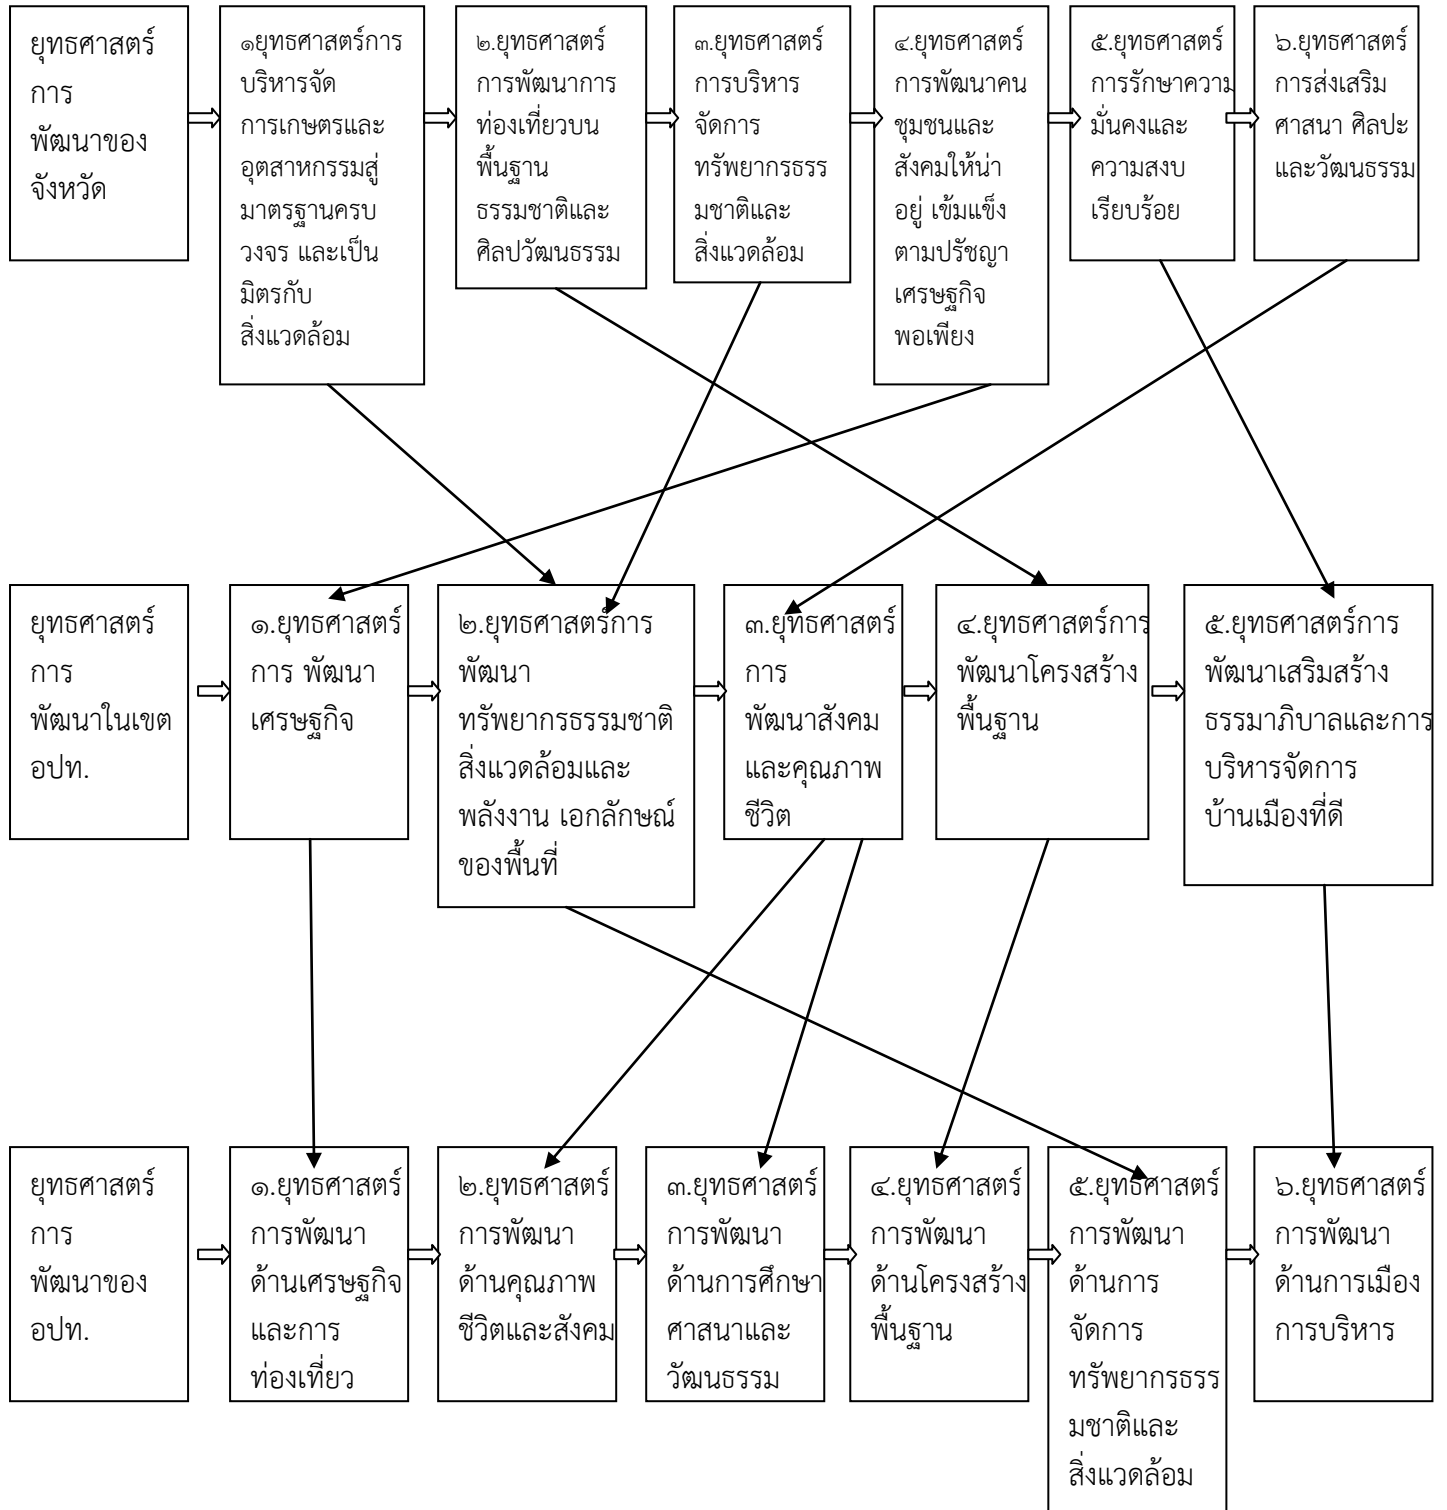 ยุทธศาสตร์
การ
พัฒนาของ
จังหวัด
๑ยุทธศาสตร์การ
บริหารจัด
การเกษตรและ
อุตสาหกรรมสู่
มาตรฐานครบ
วงจร และเป็น
มิตรกับ
สิ่งแวดล้อม
๒.ยุทธศาสตร์
การพัฒนาการ
ท่องเที่ยวบน
พื้นฐาน
ธรรมชาติและ
ศิลปวัฒนธรรม
๓.ยุทธศาสตร์
การบริหาร
จัดการ
ทรัพยากรธรร
มชาติและ
สิ่งแวดล้อม
๔.ยุทธศาสตร์
การพัฒนาคน
ชุมชนและ
สังคมให้น่า
อยู่ เข้มแข็ง
ตามปรัชญา
เศรษฐกิจ
พอเพียง
๕.ยุทธศาสตร์
การรักษาความ
มั่นคงและ
ความสงบ
เรียบร้อย
๖.ยุทธศาสตร์
การส่งเสริม
ศาสนา ศิลปะ
และวัฒนธรรม
ยุทธศาสตร์
การ
พัฒนาในเขต
อปท.
๑.ยุทธศาสตร์
การ พัฒนา
เศรษฐกิจ
๒.ยุทธศาสตร์การ
พัฒนา
ทรัพยากรธรรมชาติ
สิ่งแวดล้อมและ
พลังงาน เอกลักษณ์
ของพื้นที่
๓.ยุทธศาสตร์
การ
พัฒนาสังคม
และคุณภาพ
ชีวิต
๔.ยุทธศาสตร์การ
พัฒนาโครงสร้าง
พื้นฐาน
๕.ยุทธศาสตร์การ
พัฒนาเสริมสร้าง
ธรรมาภิบาลและการ
บริหารจัดการ
บ้านเมืองที่ดี
ยุทธศาสตร์
การ
พัฒนาของ
อปท.
๑.ยุทธศาสตร์
การพัฒนา
ด้านเศรษฐกิจ
และการ
ท่องเที่ยว
๒.ยุทธศาสตร์
การพัฒนา
ด้านคุณภาพ
ชีวิตและสังคม
๓.ยุทธศาสตร์
การพัฒนา
ด้านการศึกษา
ศาสนาและ
วัฒนธรรม
๔.ยุทธศาสตร์
การพัฒนา
ด้านโครงสร้าง
พื้นฐาน
๕.ยุทธศาสตร์
การพัฒนา
ด้านการ
จัดการ
ทรัพยากรธรร
มชาติและ
สิ่งแวดล้อม
๖.ยุทธศาสตร์
การพัฒนา
ด้านการเมือง
การบริหาร